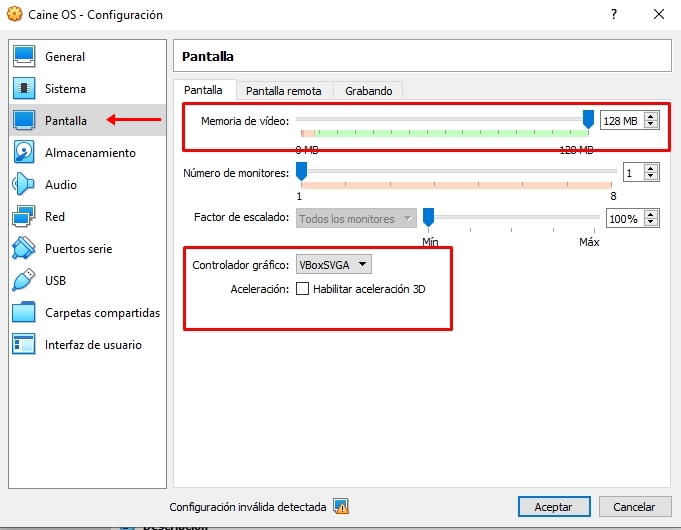 Caine OS - Configuración
?
General
Sistema
Pantalla
Almacenamiento
Audio
Red
Puertos serie
USB
Carpetas compartidas
Interfaz de usuario
Pantalla
Pantalla Pantalla remota Grabando
Memoria de vídeo: 128 MB
0 MB 128 MB
Número de monitores: 1
1 8
Factor de escalado: Todos los monitores 100%
Mín Máx
Controlador gráfico: VBoxSVGA
Aceleración: Habilitar aceleración 3D
Configuración inválida detectada Aceptar Cancelar
Descripción